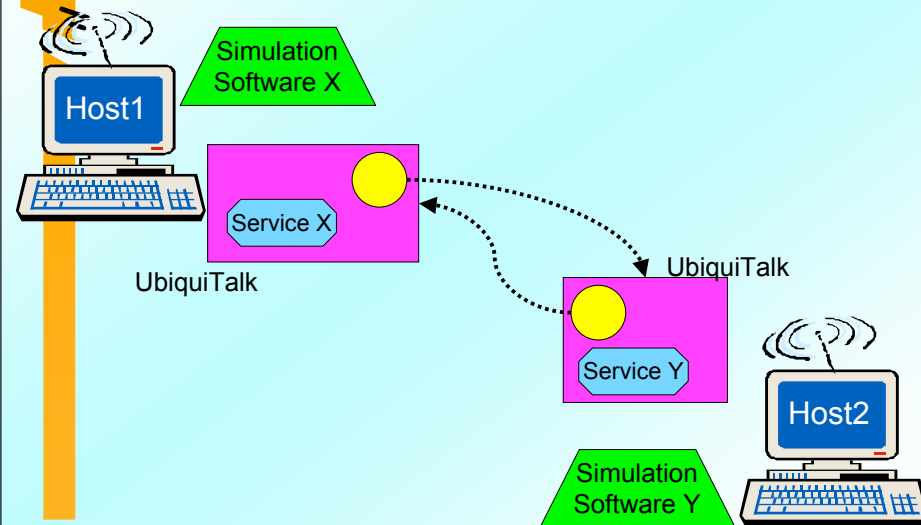 Simulation
Software X
Host1
Service X
UbiquiTalk
UbiquiTalk
Service Y
Host2
Simulation
Software Y